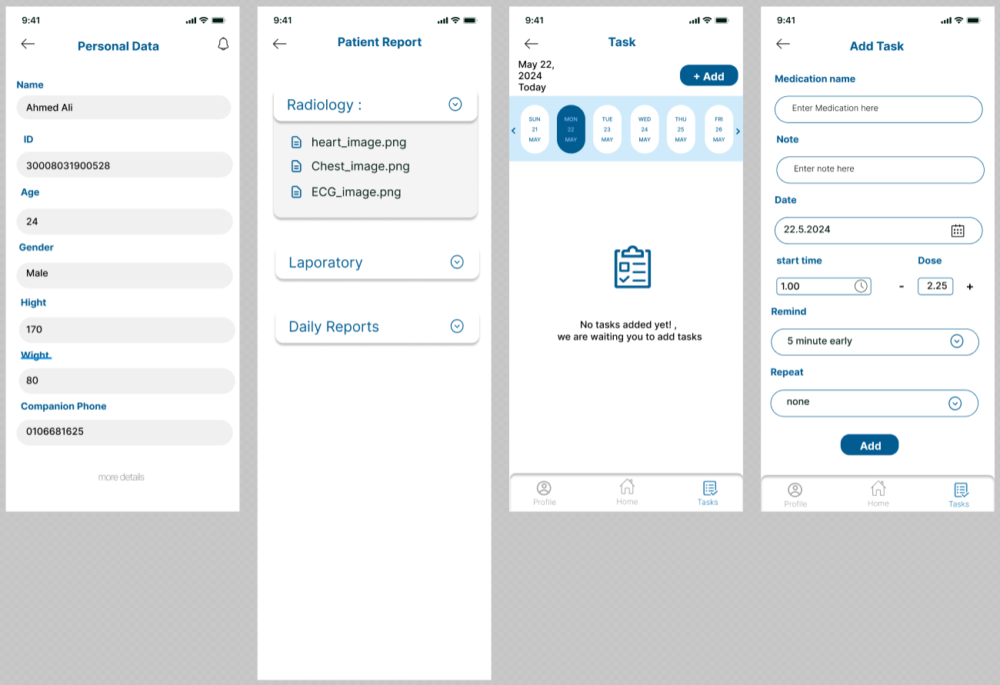 9:41
Personal Data
Name
Ahmed Ali
ID
30008031900528
Age
24
Gender
Male
Hight
170
Wight
80
Companion Phone
0106681625
more details
9:41
Patient Report
Radiology :
heart_image.png
Chest_image.png
ECG_image.png
Laporatory
Daily Reports
9:41
Task
May 22,
2024
Today
+ Add
SUN
21
MAY
MON
22
MAY
TUE
23
MAY
WED
24
MAY
THU
25
MAY
FRI
26
MAY
No tasks added yet! ,
we are waiting you to add tasks
Profile
Home
Tasks
9:41
Add Task
Medication name
Enter Medication here
Note
Enter note here
Date
22.5.2024
start time
Dose
1.00
- 2.25 +
Remind
5 minute early
Repeat
none
Add
Profile
Home
Tasks